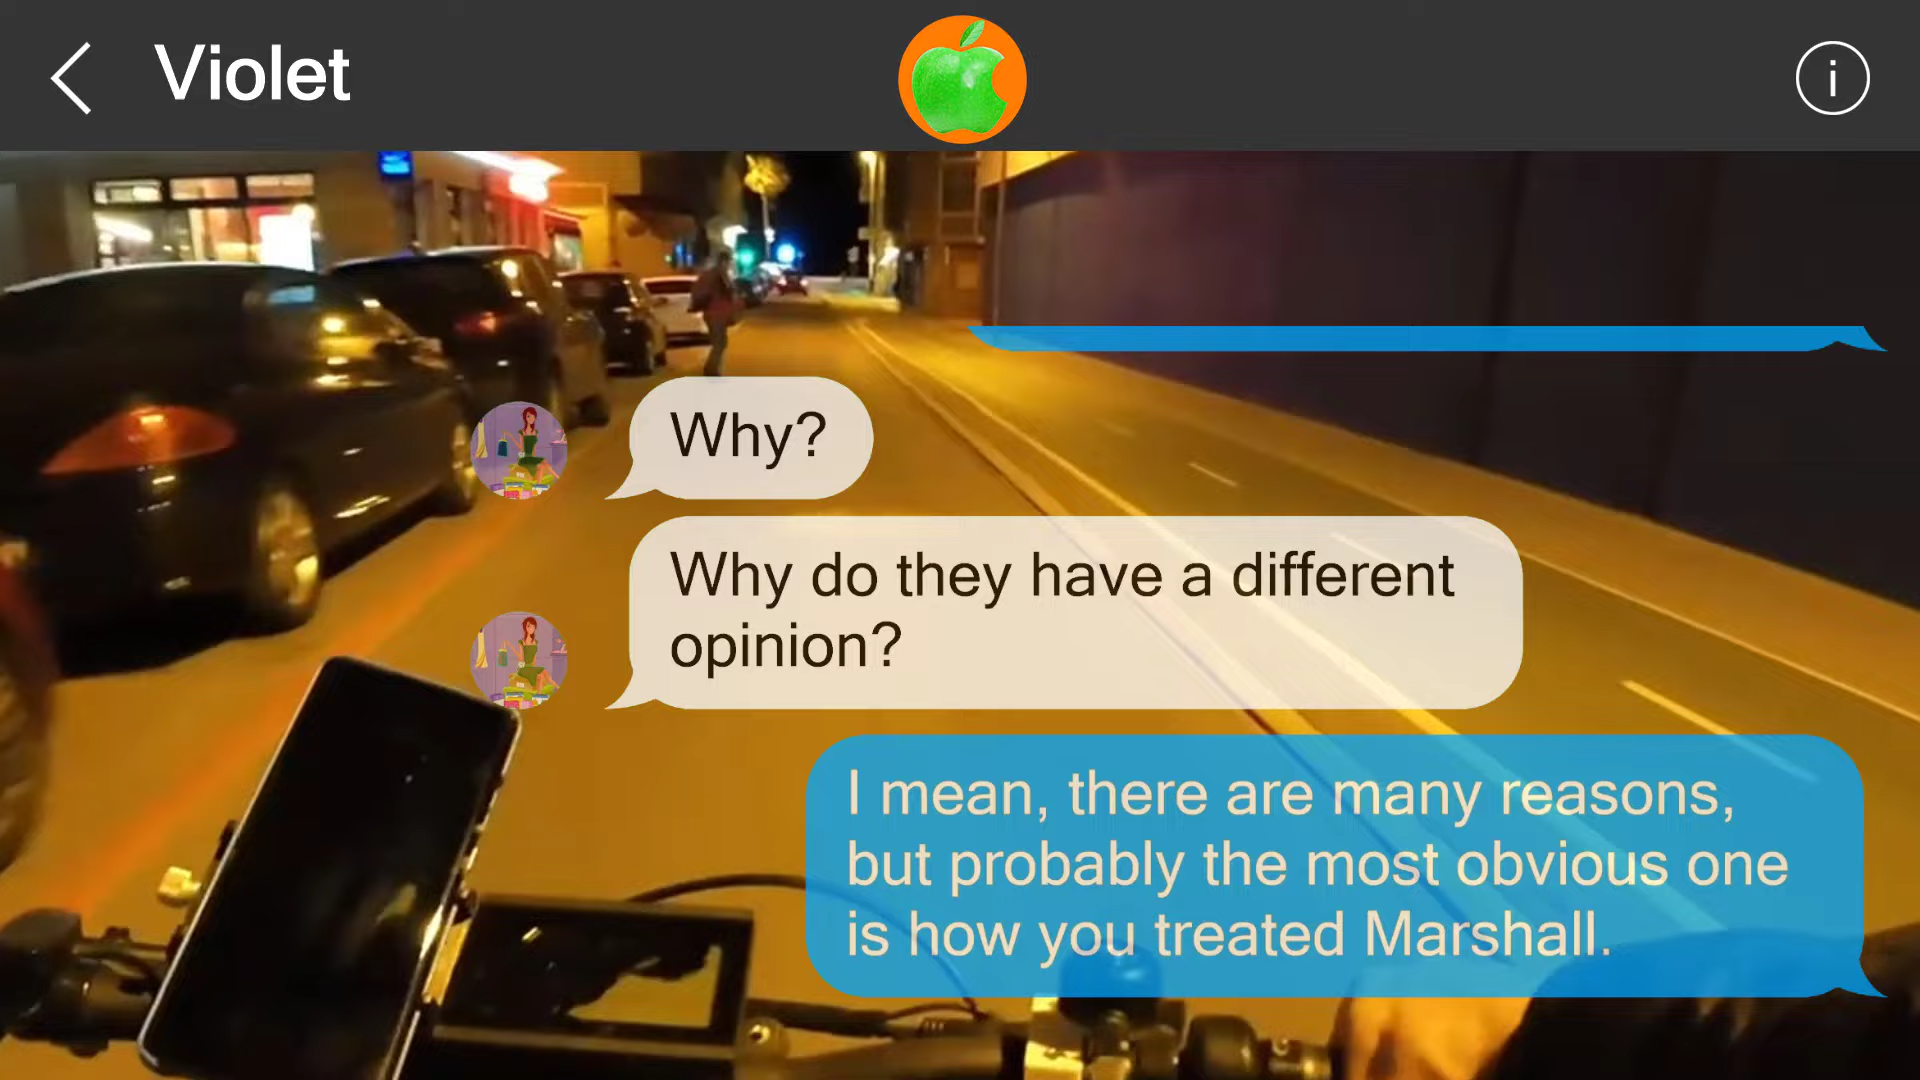 Violet
Why?
Why do they have a different
opinion?
I mean, there are many reasons,
but probably the most obvious one
is how you treated Marshall.